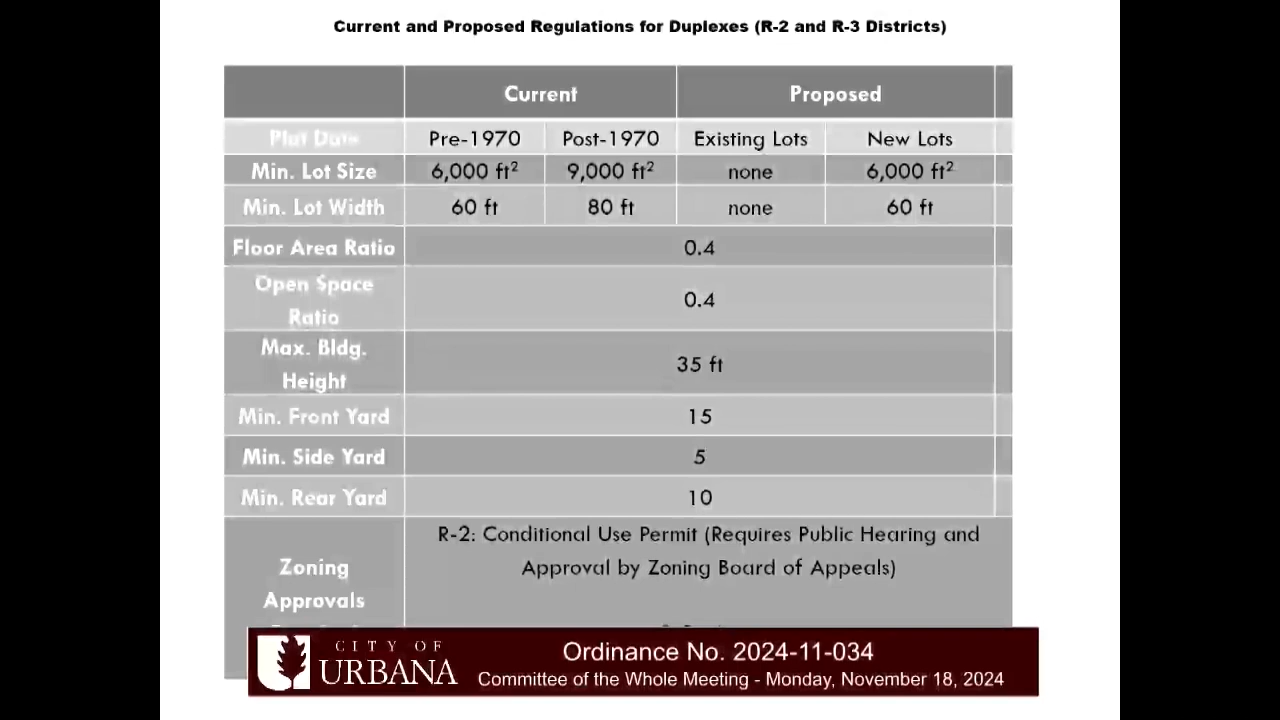 Current and Proposed Regulations for Duplexes (R-2 and R-3 Districts)
Current Proposed
Plat Date Pre-1970 Post-1970 Existing Lots New Lots
Min. Lot Size 6,000 ft² 9,000 ft² none 6,000 ft²
Min. Lot Width 60 ft 80 ft none 60 ft
Floor Area Ratio 0.4
Open Space
Ratio
0.4
Max. Bldg.
Height
35 ft
Min. Front Yard 15
Min. Side Yard 5
Min. Rear Yard 10
Zoning
Approvals
R-2: Conditional Use Permit (Requires Public Hearing and
Approval by Zoning Board of Appeals)
CITY OF
URBANA
Ordinance No. 2024-11-034
Committee of the Whole Meeting - Monday, November 18, 2024